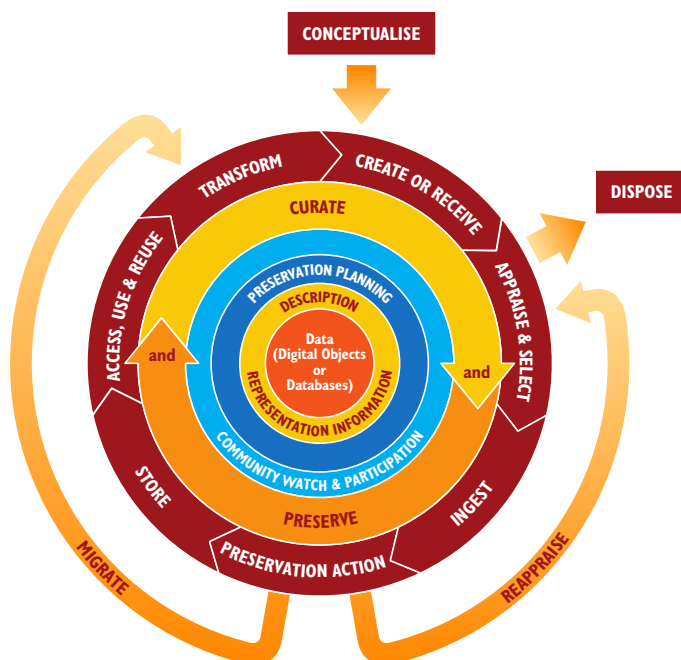 CONCEPTUALISE
TRANSFORM
CREATE OR RECEIVE
DISPOSE
CURATE
ACCESS, USE & REUSE
APPRAISE & SELECT
PRESERVATION PLANNING
DESCRIPTION
Data
(Digital Objects
or
Databases)
and
and
REPRESENTATION INFORMATION
COMMUNITY WATCH & PARTICIPATION
STORE
INGEST
PRESERVE
PRESERVATION ACTION
MIGRATE
REAPPRAISE